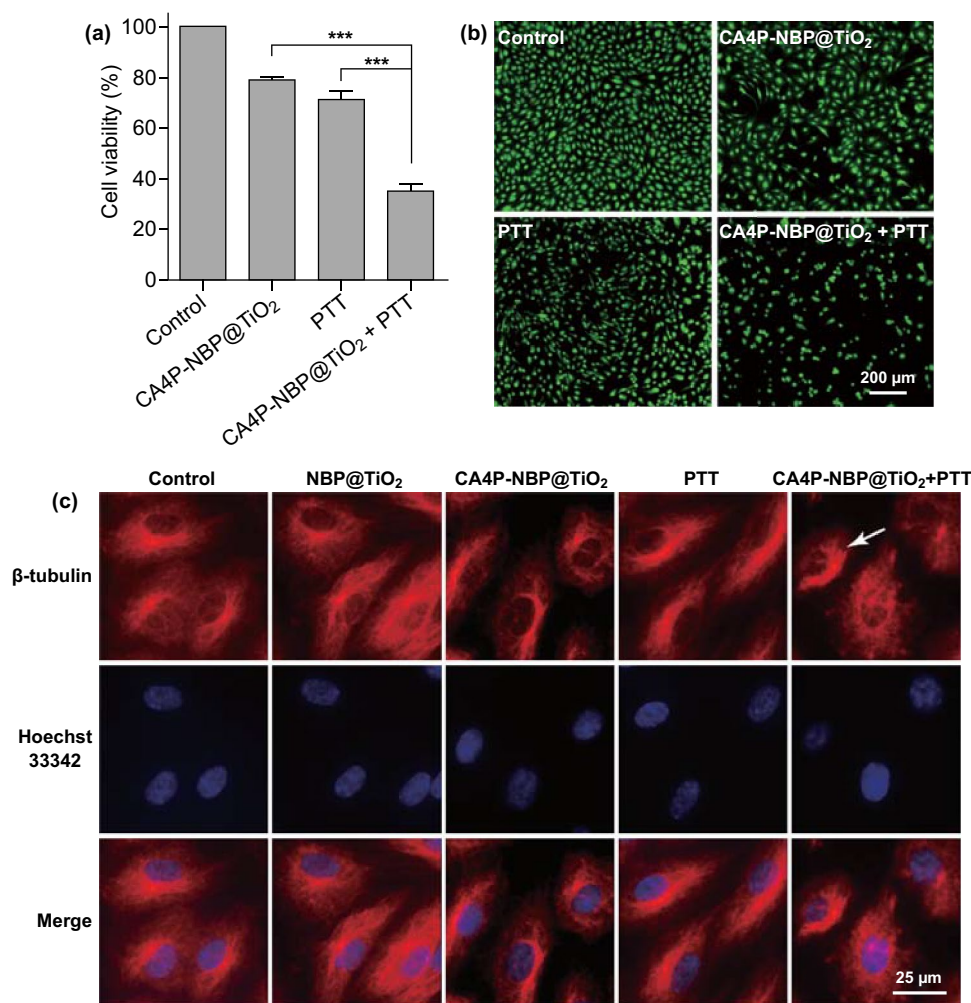 (a)
100
80
60
40
20
0
Cell viability (%)
***
***
Control
CA4P-NBP@TiO₂
PTT
CA4P-NBP@TiO₂ + PTT
(b)
Control
CA4P-NBP@TiO₂
PTT
CA4P-NBP@TiO₂ + PTT
200 µm
(c)
Control
NBP@TiO₂
CA4P-NBP@TiO₂
PTT
CA4P-NBP@TiO₂+PTT
β-tubulin
Hoechst
33342
Merge
25 µm